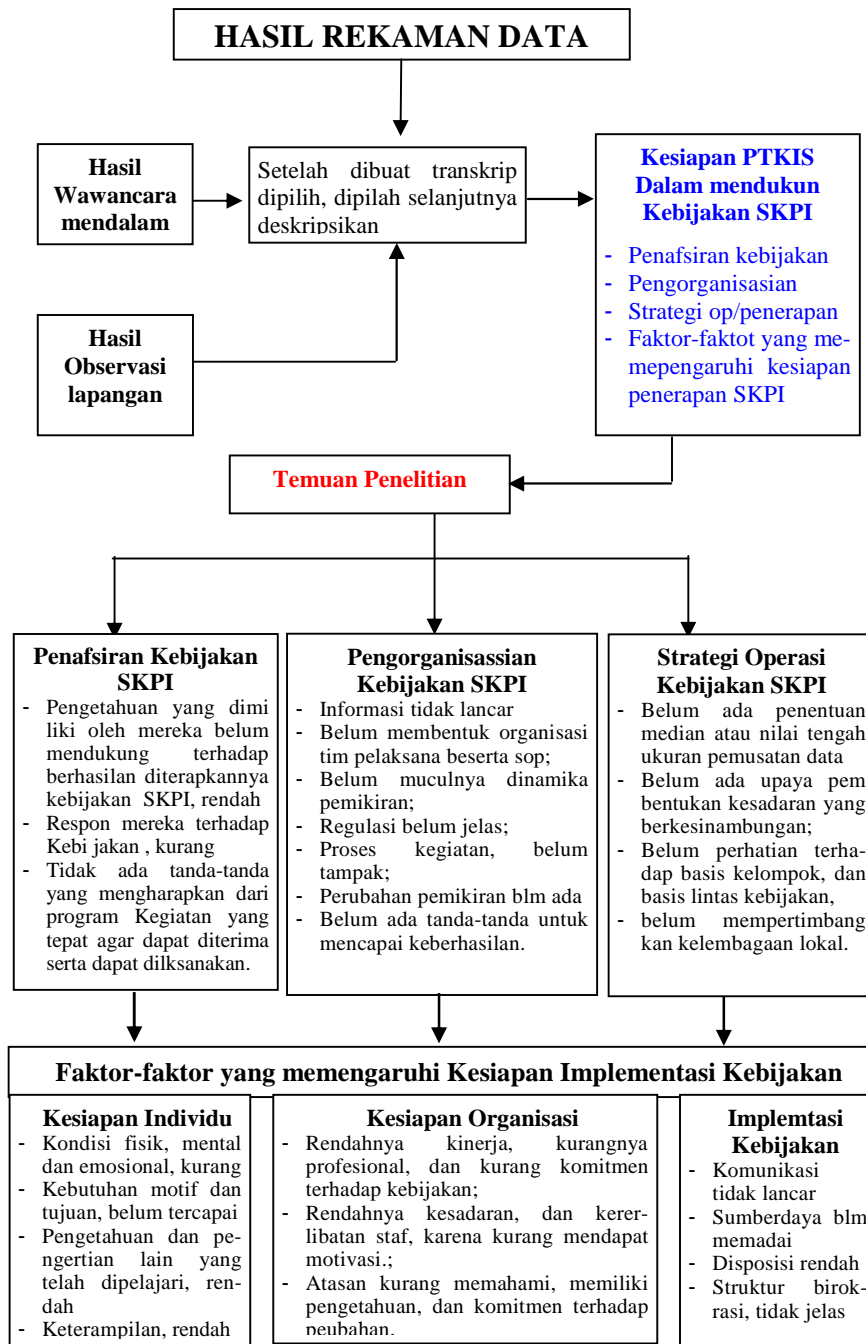 HASIL REKAMAN DATA
Hasil
Wawancara
mendalam
Setelah dibuat transkrip
dipilih, dipilah selanjutnya
deskripsikan
Kesiapan PTKIS
Dalam mendukun
Kebijakan SKPI
- Penafsiran kebijakan
- Pengorganisasian
- Strategi op/penerapan
- Faktor-faktot yang me-
mepengaruhi kesiapan
penerapan SKPI
Hasil
Observasi
lapangan
Temuan Penelitian
Penafsiran Kebijakan
SKPI
- Pengetahuan yang dimi
liki oleh mereka belum
mendukung terhadap
berhasilan diterapkannya
kebijakan SKPI, rendah
- Respon mereka terhadap
Kebi jakan , kurang
- Tidak ada tanda-tanda
yang mengharapkan dari
program Kegiatan yang
tepat agar dapat diterima
serta dapat dilksanakan.
Pengorganisassian
Kebijakan SKPI
- Informasi tidak lancar
- Belum membentuk organisasi
tim pelaksana beserta sop;
- Belum muculnya dinamika
pemikiran;
- Regulasi belum jelas;
- Proses kegiatan, belum
tampak;
- Perubahan pemikiran blm ada
- Belum ada tanda-tanda untuk
mencapai keberhasilan.
Strategi Operasi
Kebijakan SKPI
- Belum ada penentuan
median atau nilai tengah
ukuran pemusatan data
- Belum ada upaya pem
bentukan kesadaran yang
berkesinambungan;
- Belum perhatian terha-
dap basis kelompok, dan
basis lintas kebijakan,
- belum mempertimbang
kan kelembagaan lokal.
Faktor-faktor yang memengaruhi Kesiapan Implementasi Kebijakan
Kesiapan Individu
- Kondisi fisik, mental
dan emosional, kurang
- Kebutuhan motif dan
tujuan, belum tercapai
- Pengetahuan dan pe-
ngertian lain yang
telah dipelajari, ren-
dah
- Keterampilan, rendah
Kesiapan Organisasi
- Rendahnya kinerja, kurangnya
profesional, dan kurang komitmen
terhadap kebijakan;
- Rendahnya kesadaran, dan kerer-
libatan staf, karena kurang mendapat
motivasi.;
- Atasan kurang memahami, memiliki
pengetahuan, dan komitmen terhadap
peubahan.
Implemtasi
Kebijakan
- Komunikasi
tidak lancar
- Sumberdaya blm
memadai
- Disposisi rendah
- Struktur birok-
rasi, tidak jelas